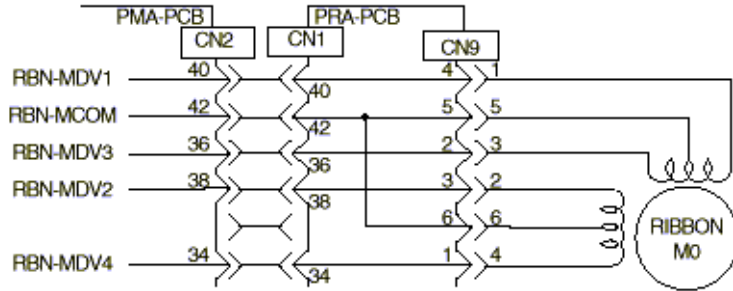 PMA-PCB PRA-PCB
CN2 CN1 CN9
RBN-MDV1 40 40 4 1
RBN-MCOM 42 42 5 5
RBN-MDV3 36 36 2 3
RBN-MDV2 38 38 3 2
6 6
RBN-MDV4 34 34 1 4
RIBBON
M0